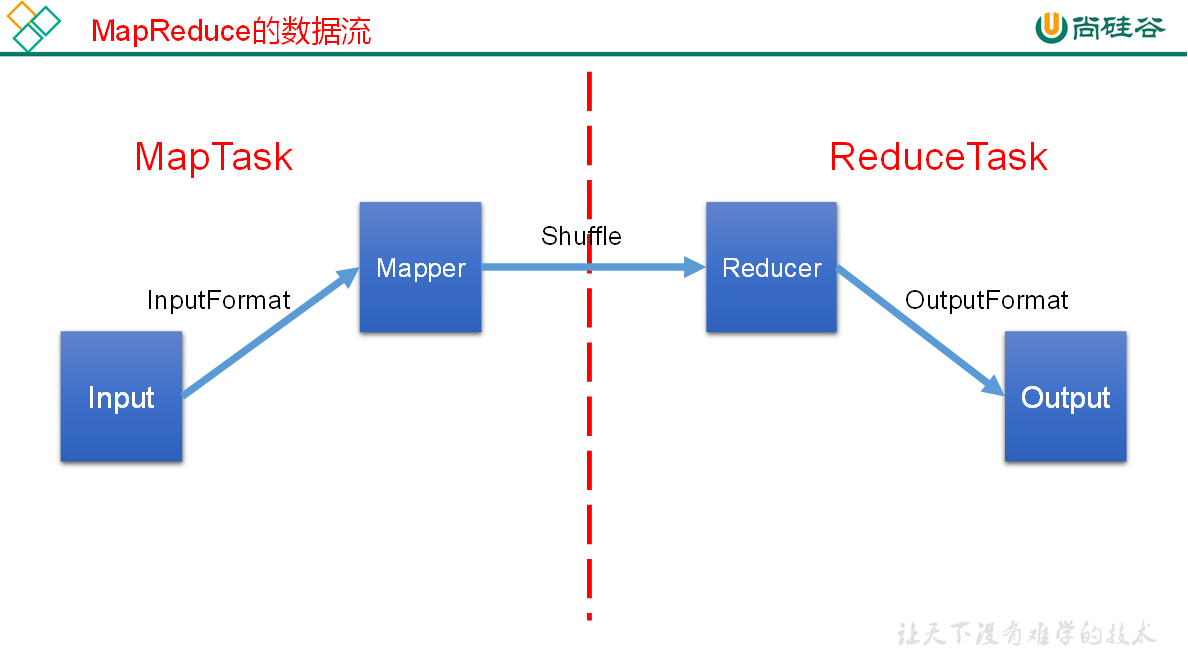 MapReduce的数据流
尚硅谷
MapTask
ReduceTask
Shuffle
Mapper
Reducer
InputFormat
OutputFormat
Input
Output
让天下没有难学的技术